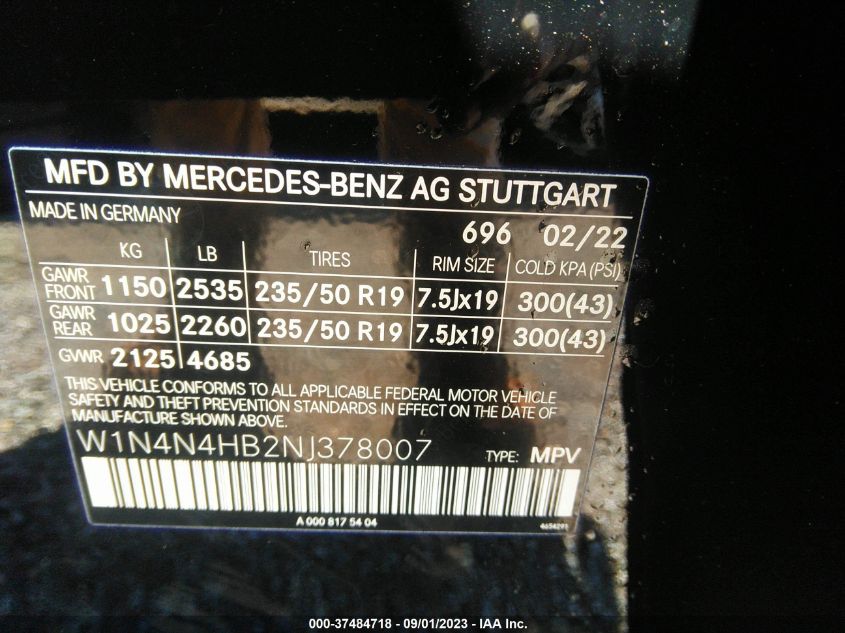 MFD BY MERCEDES-BENZ AG STUTTGART
MADE IN GERMANY
696 02/22
KG LB TIRES RIM SIZE COLD KPA (PSI)
GAWR FRONT 1150 2535 235/50 R19 7.5Jx19 300(43)
GAWR REAR 1025 2260 235/50 R19 7.5Jx19 300(43)
GVWR 2125 4685
THIS VEHICLE CONFORMS TO ALL APPLICABLE FEDERAL MOTOR VEHICLE
SAFETY AND THEFT PREVENTION STANDARDS IN EFFECT ON THE DATE OF
MANUFACTURE SHOWN ABOVE.
W1N4N4HB2NJ378007 TYPE: MPV
A 000 817 54 04 4654291
000-37484718 - 09/01/2023 - IAA Inc.